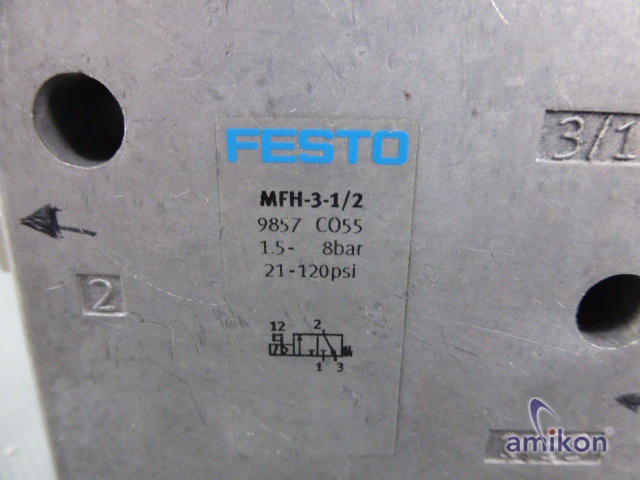 FESTO
3/1
MFH-3-1/2
9857 CO55
1.5- 8bar
21-120psi
2
12 2
1 3
amikon